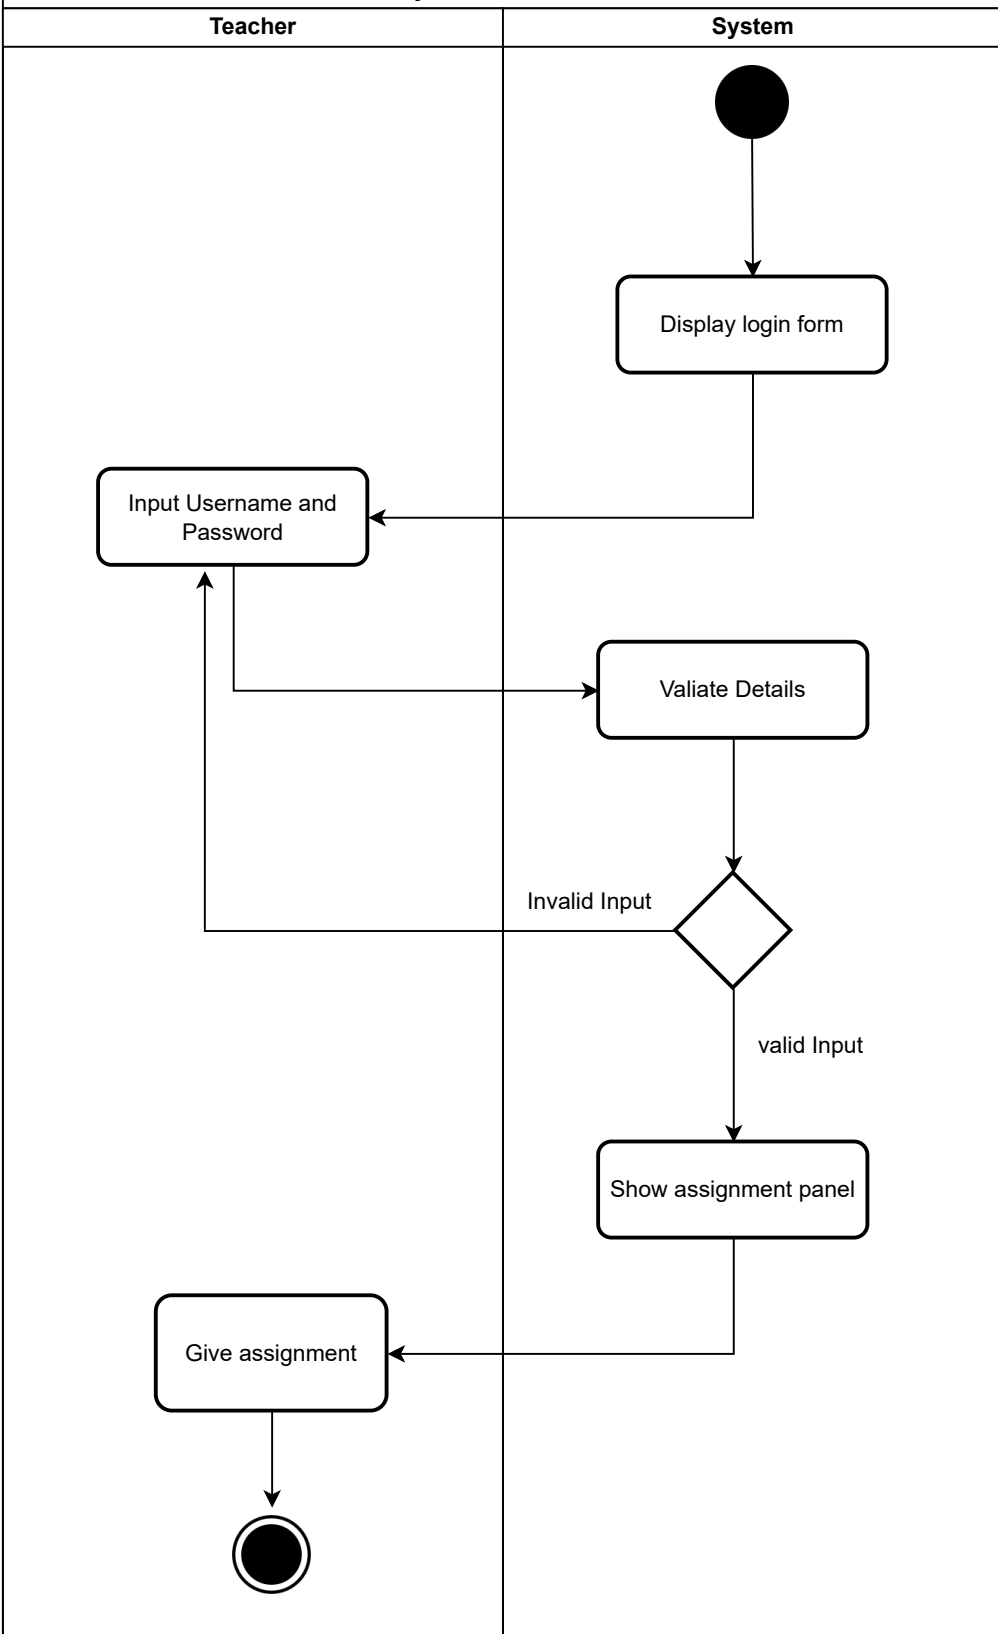 Teacher
System
Display login form
Input Username and
Password
Valiate Details
Invalid Input
valid Input
Show assignment panel
Give assignment